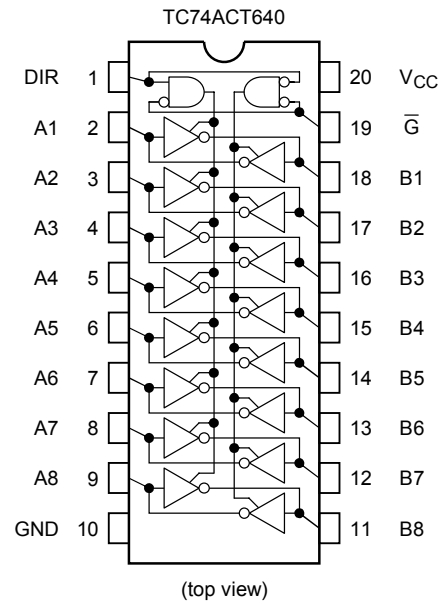 TC74ACT640
DIR 1 20 VCC
A1 2 19 G̅
A2 3 18 B1
A3 4 17 B2
A4 5 16 B3
A5 6 15 B4
A6 7 14 B5
A7 8 13 B6
A8 9 12 B7
GND 10 11 B8
(top view)